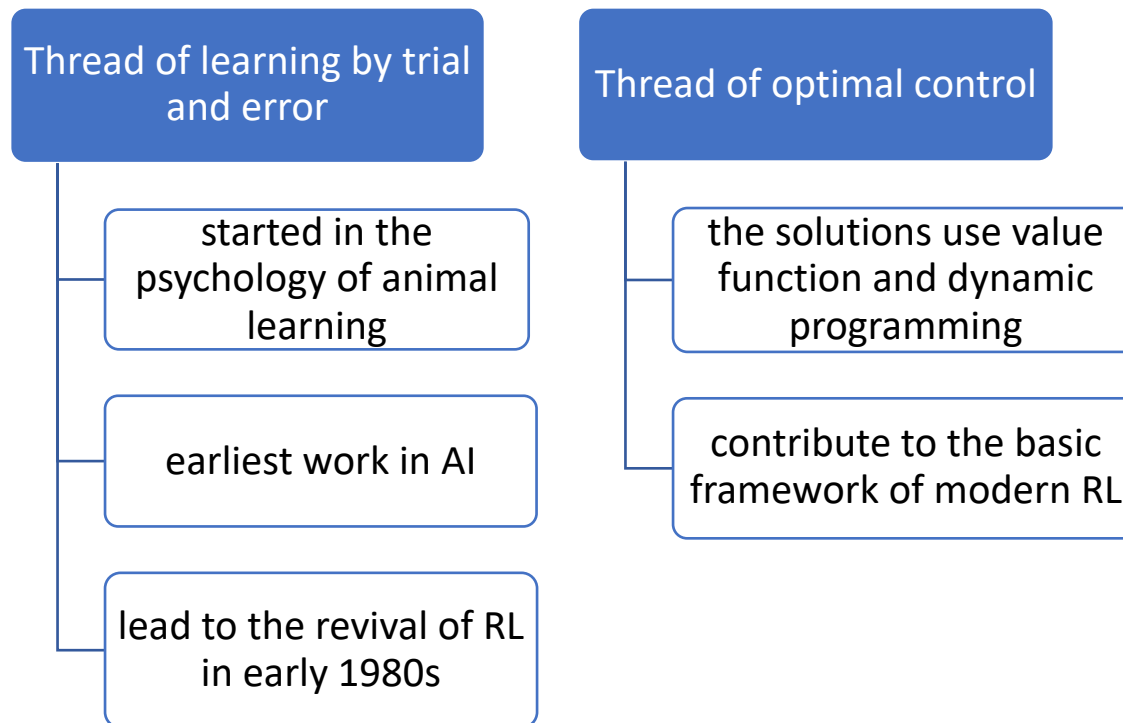 Thread of learning by trial
and error
started in the
psychology of animal
learning
earliest work in AI
lead to the revival of RL
in early 1980s
Thread of optimal control
the solutions use value
function and dynamic
programming
contribute to the basic
framework of modern RL